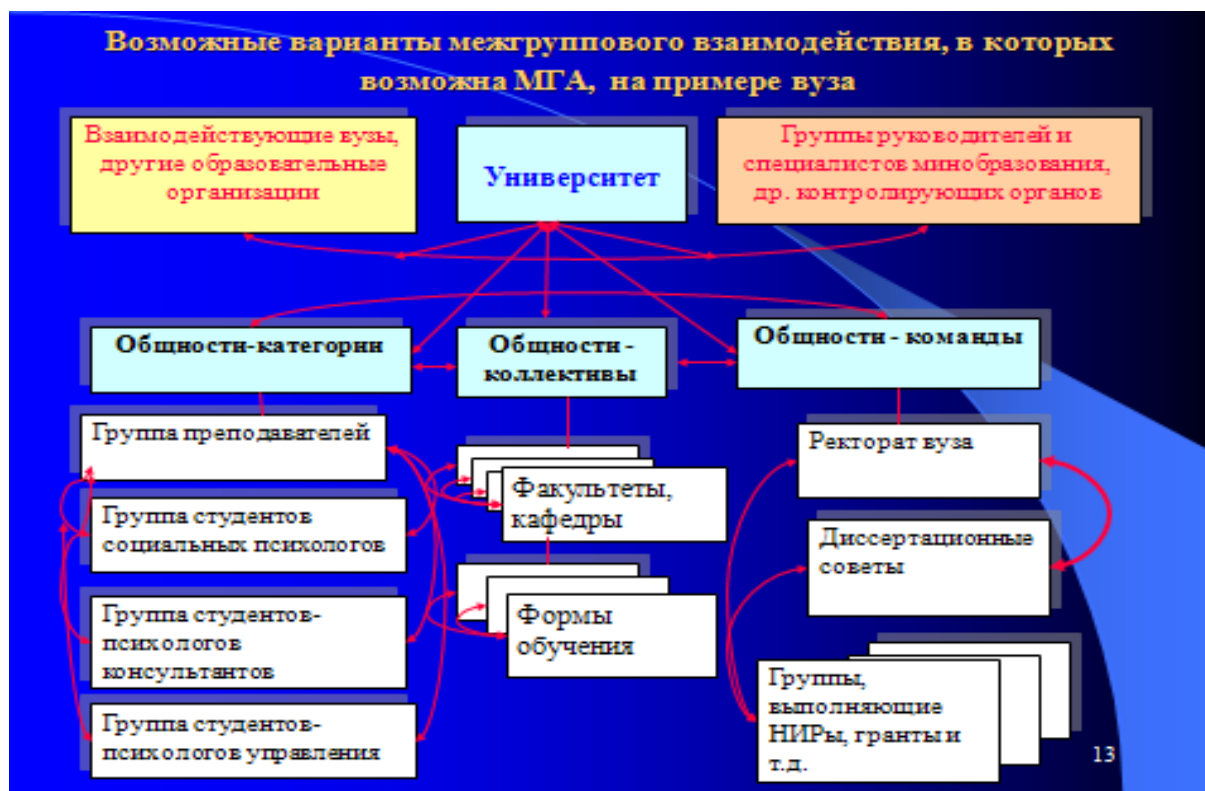 Возможные варианты межгруппового взаимодействия, в которых
возможна МГА, на примере вуза
Взаимодействующие вузы,
другие образовательные
организации
Университет
Группы руководителей и
специалистов минобразования,
др. контролирующих органов
Общности-категории
Общности -
коллективы
Общности - команды
Группа преподавателей
Группа студентов
социальных психологов
Группа студентов-
психологов
консультантов
Группа студентов-
психологов управления
Факультеты,
кафедры
Формы
обучения
Ректорат вуза
Диссертационные
советы
Группы,
выполняющие
НИРы, гранты и
т.д.
13